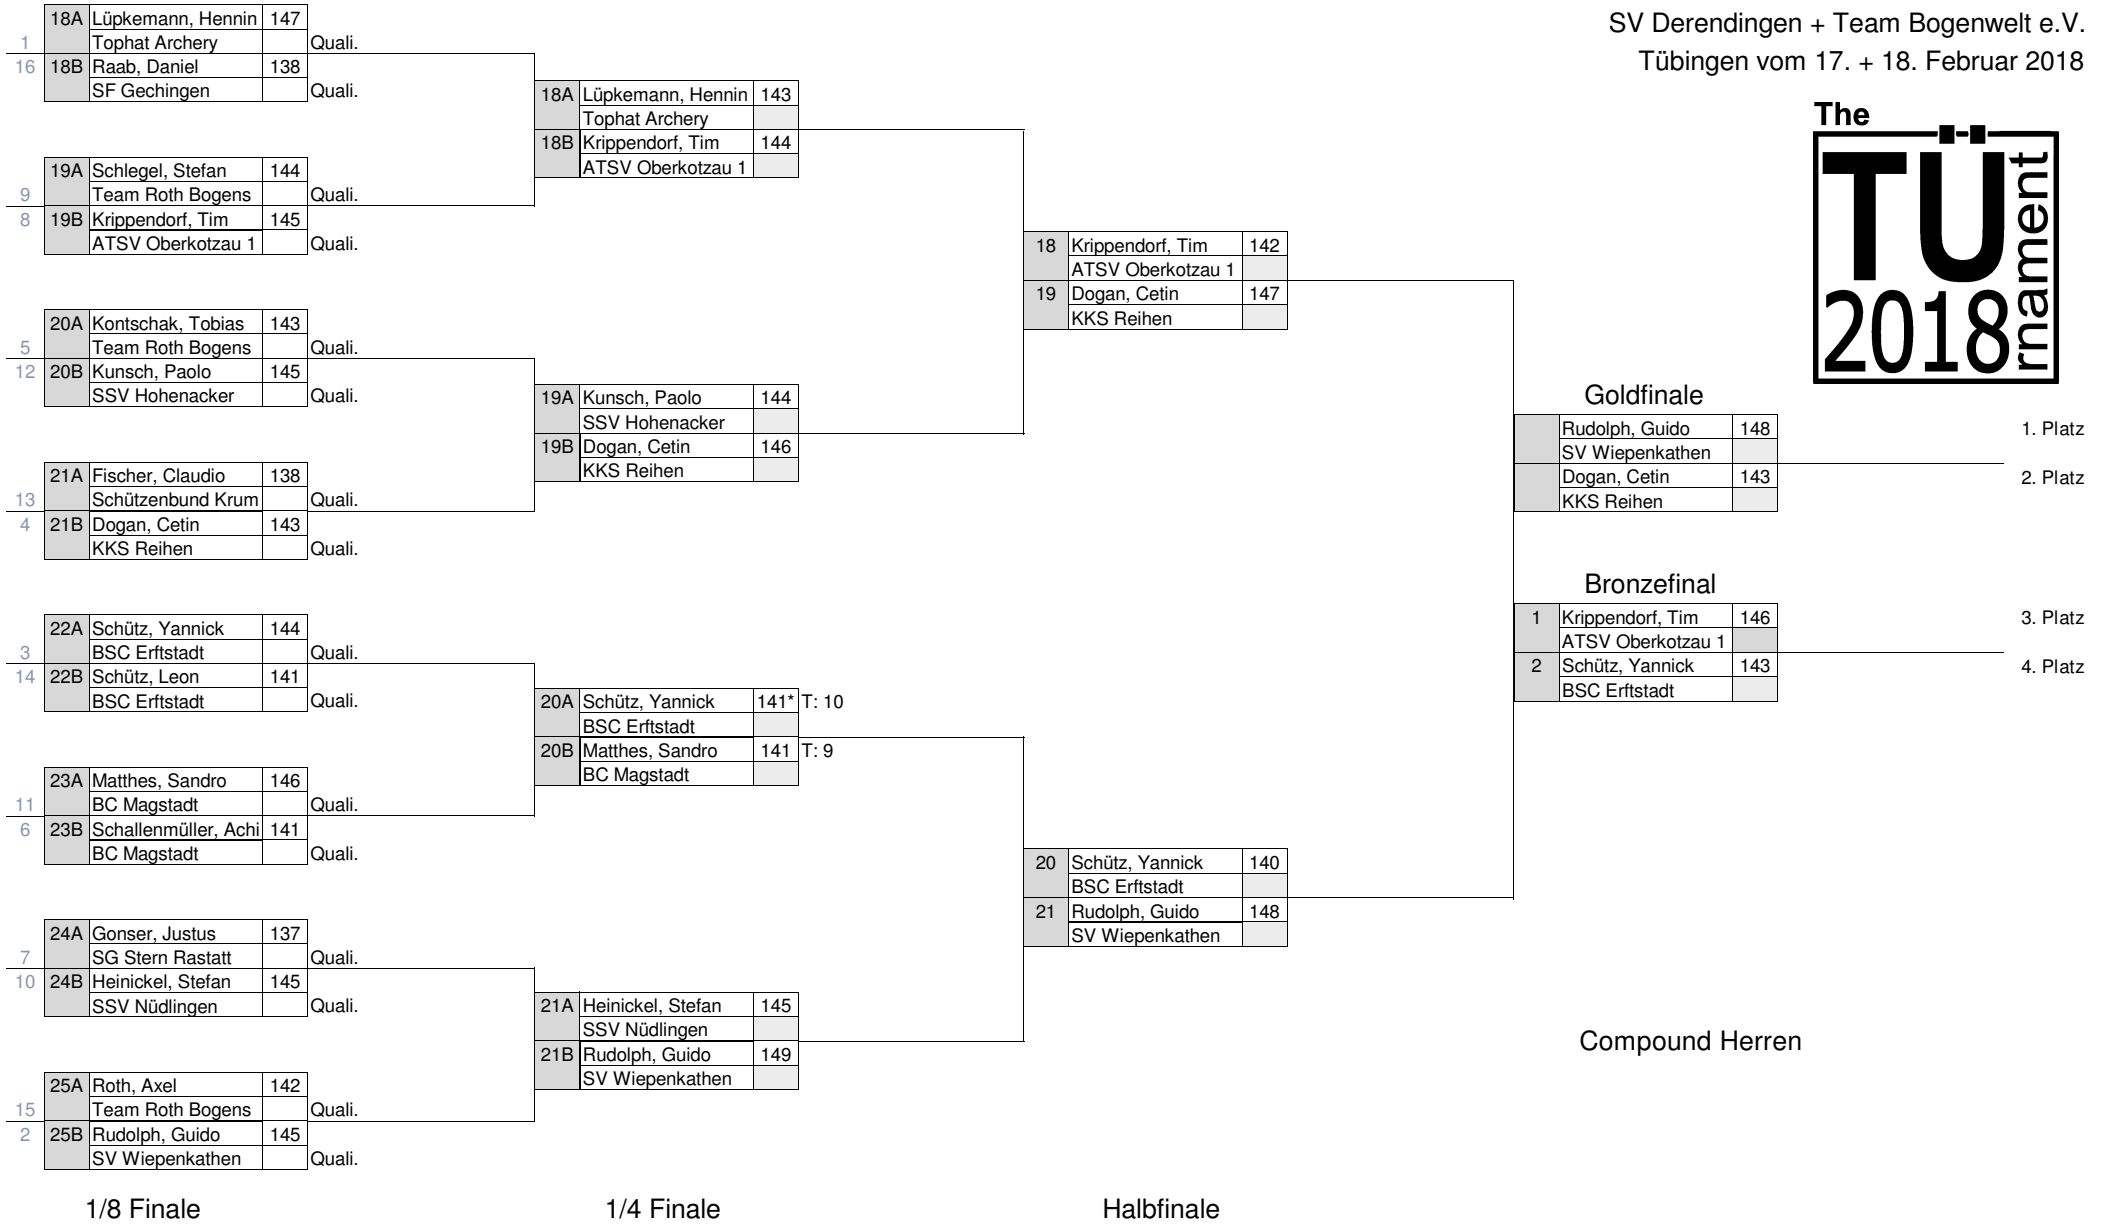 SV Derendingen + Team Bogenwelt e.V.
Tübingen vom 17. + 18. Februar 2018
The
TÜrnament
2018
18A Lüpkemann, Hennin 147
1 Tophat Archery Quali.
16 18B Raab, Daniel 138
SF Gechingen Quali.
19A Schlegel, Stefan 144
9 Team Roth Bogens Quali.
8 19B Krippendorf, Tim 145
ATSV Oberkotzau 1 Quali.
20A Kontschak, Tobias 143
5 Team Roth Bogens Quali.
12 20B Kunsch, Paolo 145
SSV Hohenacker Quali.
21A Fischer, Claudio 138
13 Schützenbund Krum Quali.
4 21B Dogan, Cetin 143
KKS Reihen Quali.
22A Schütz, Yannick 144
3 BSC Erftstadt Quali.
14 22B Schütz, Leon 141
BSC Erftstadt Quali.
23A Matthes, Sandro 146
11 BC Magstadt Quali.
6 23B Schallenmüller, Achi 141
BC Magstadt Quali.
24A Gonser, Justus 137
7 SG Stern Rastatt Quali.
10 24B Heinickel, Stefan 145
SSV Nüdlingen Quali.
25A Roth, Axel 142
15 Team Roth Bogens Quali.
2 25B Rudolph, Guido 145
SV Wiepenkathen Quali.
1/8 Finale
18A Lüpkemann, Hennin 143
Tophat Archery
18B Krippendorf, Tim 144
ATSV Oberkotzau 1
19A Kunsch, Paolo 144
SSV Hohenacker
19B Dogan, Cetin 146
KKS Reihen
20A Schütz, Yannick 141* T: 10
BSC Erftstadt
20B Matthes, Sandro 141 T: 9
BC Magstadt
21A Heinickel, Stefan 145
SSV Nüdlingen
21B Rudolph, Guido 149
SV Wiepenkathen
1/4 Finale
18 Krippendorf, Tim 142
ATSV Oberkotzau 1
19 Dogan, Cetin 147
KKS Reihen
20 Schütz, Yannick 140
BSC Erftstadt
21 Rudolph, Guido 148
SV Wiepenkathen
Halbfinale
Goldfinale
Rudolph, Guido 148 1. Platz
SV Wiepenkathen
Dogan, Cetin 143 2. Platz
KKS Reihen
Bronzefinal
1 Krippendorf, Tim 146 3. Platz
ATSV Oberkotzau 1
2 Schütz, Yannick 143 4. Platz
BSC Erftstadt
Compound Herren